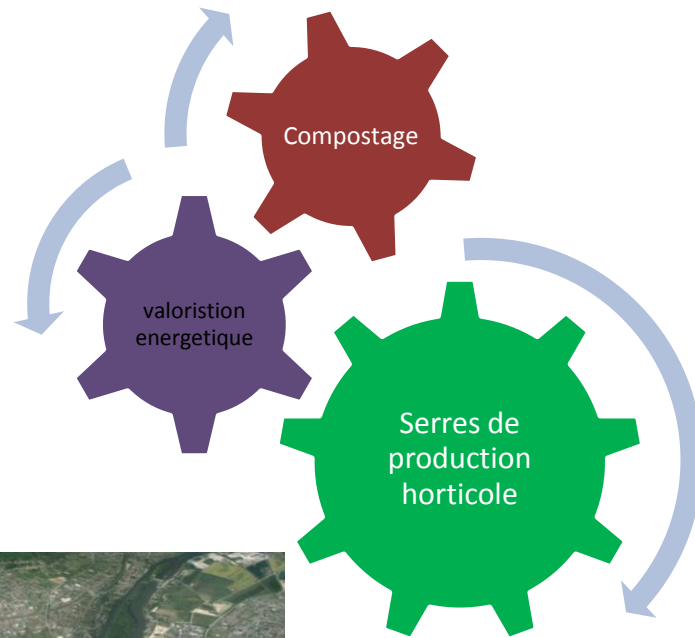 Compostage
valoristion
energetique
Serres de
production
horticole